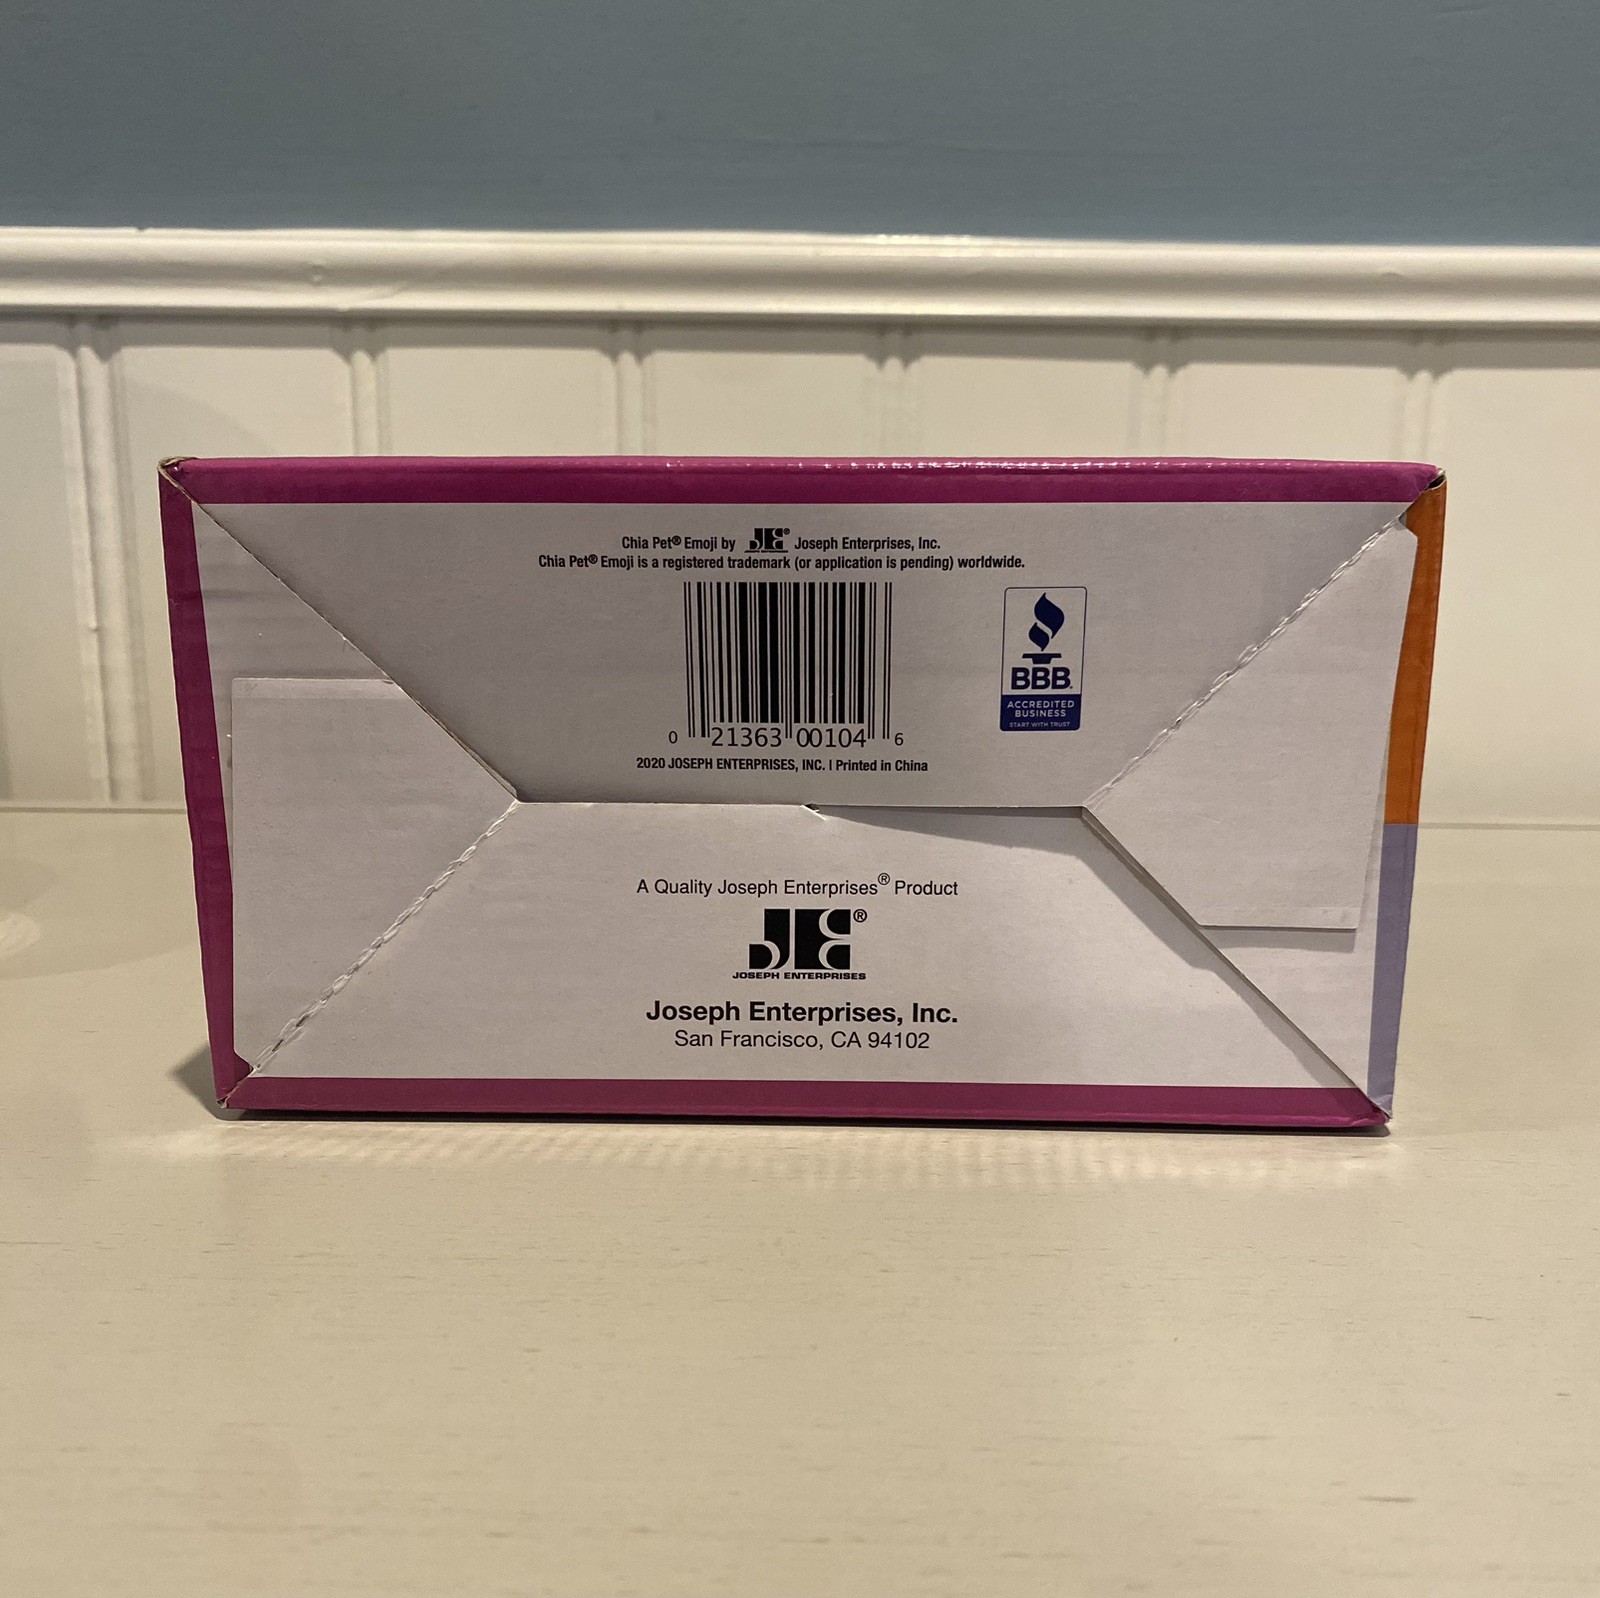 Chia Pet® Emoji by JE® JOSEPH ENTERPRISES Joseph Enterprises, Inc.
Chia Pet® Emoji is a registered trademark (or application is pending) worldwide.
BBB
ACCREDITED
BUSINESS
START WITH TRUST
0 21363 00104 6
2020 JOSEPH ENTERPRISES, INC. | Printed in China
A Quality Joseph Enterprises® Product
JE®
JOSEPH ENTERPRISES
Joseph Enterprises, Inc.
San Francisco, CA 94102